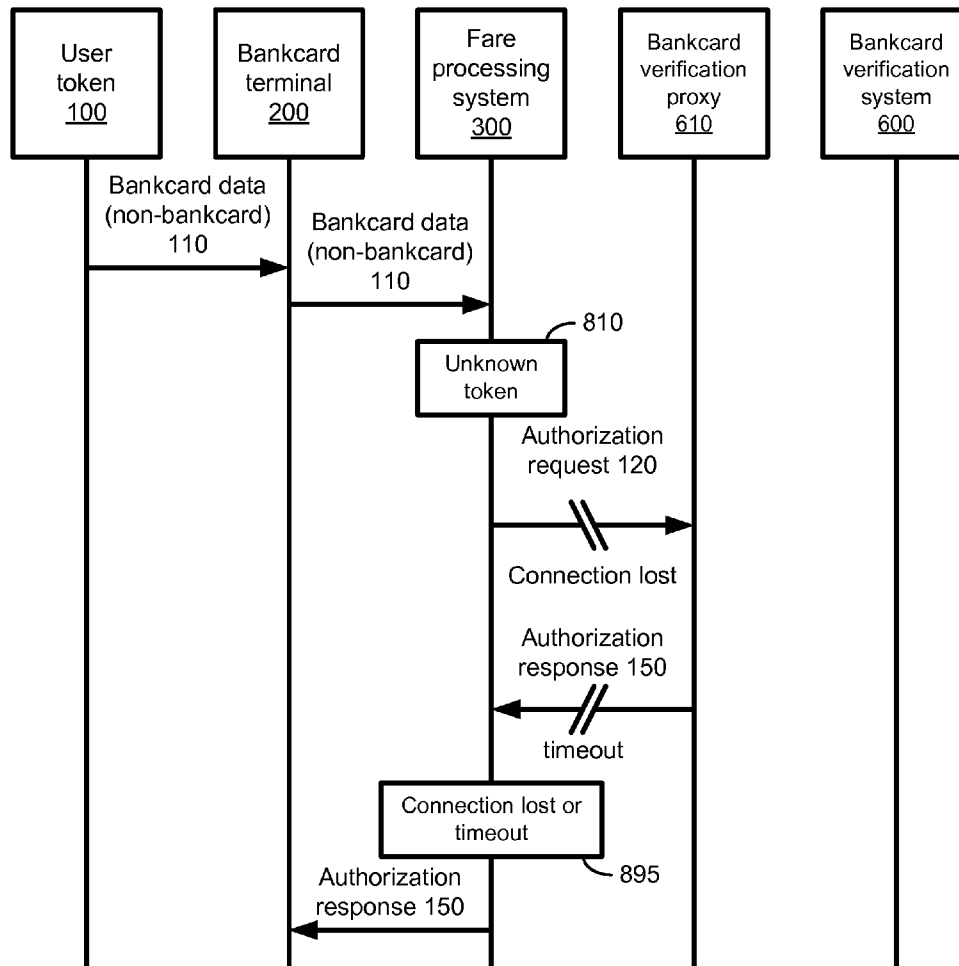 User
token
100
Bankcard
terminal
200
Fare
processing
system
300
Bankcard
verification
proxy
610
Bankcard
verification
system
600
Bankcard data
(non-bankcard)
110
Bankcard data
(non-bankcard)
110
810
Unknown
token
Authorization
request 120
Connection lost
Authorization
response 150
timeout
Connection lost or
timeout
895
Authorization
response 150